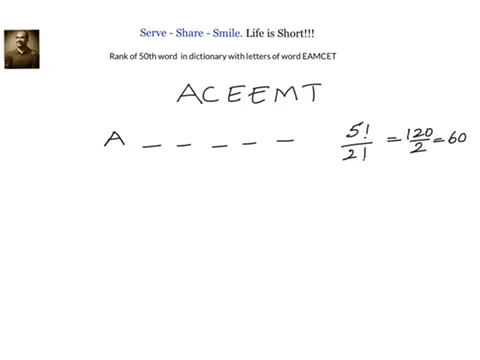 Serve - Share - Smile. Life is Short!!!
Rank of 50th word in dictionary with letters of word EAMCET
ACEEMT
A _ _ _ _ _ 5!/2! = 120/2 = 60